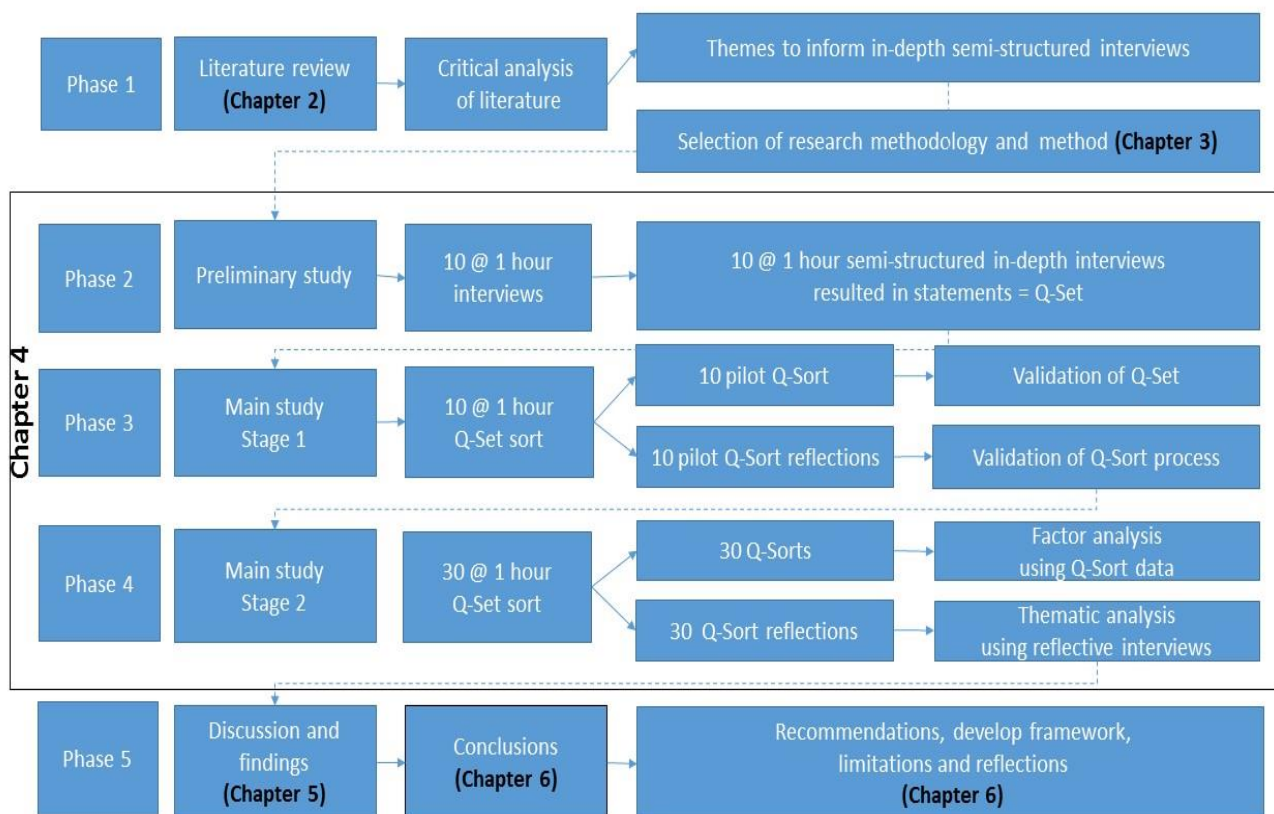 Phase 1
Literature review
(Chapter 2)
Critical analysis
of literature
Themes to inform in-depth semi-structured interviews
Selection of research methodology and method (Chapter 3)
Chapter 4
Phase 2
Preliminary study
10 @ 1 hour
interviews
10 @ 1 hour semi-structured in-depth interviews
resulted in statements = Q-Set
Phase 3
Main study
Stage 1
10 @ 1 hour
Q-Set sort
10 pilot Q-Sort
Validation of Q-Set
10 pilot Q-Sort reflections
Validation of Q-Sort process
Phase 4
Main study
Stage 2
30 @ 1 hour
Q-Set sort
30 Q-Sorts
Factor analysis
using Q-Sort data
30 Q-Sort reflections
Thematic analysis
using reflective interviews
Phase 5
Discussion and
findings
(Chapter 5)
Conclusions
(Chapter 6)
Recommendations, develop framework,
limitations and reflections
(Chapter 6)